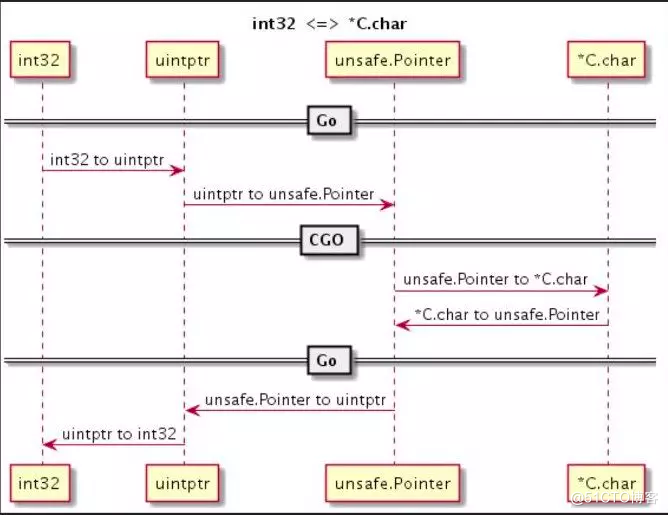 int32 <=> *C.char
int32 uintptr unsafe.Pointer *C.char
Go
int32 to uintptr
uintptr to unsafe.Pointer
CGO
unsafe.Pointer to *C.char
*C.char to unsafe.Pointer
Go
unsafe.Pointer to uintptr
uintptr to int32
int32 uintptr unsafe.Pointer *C.char
@51CTO博客